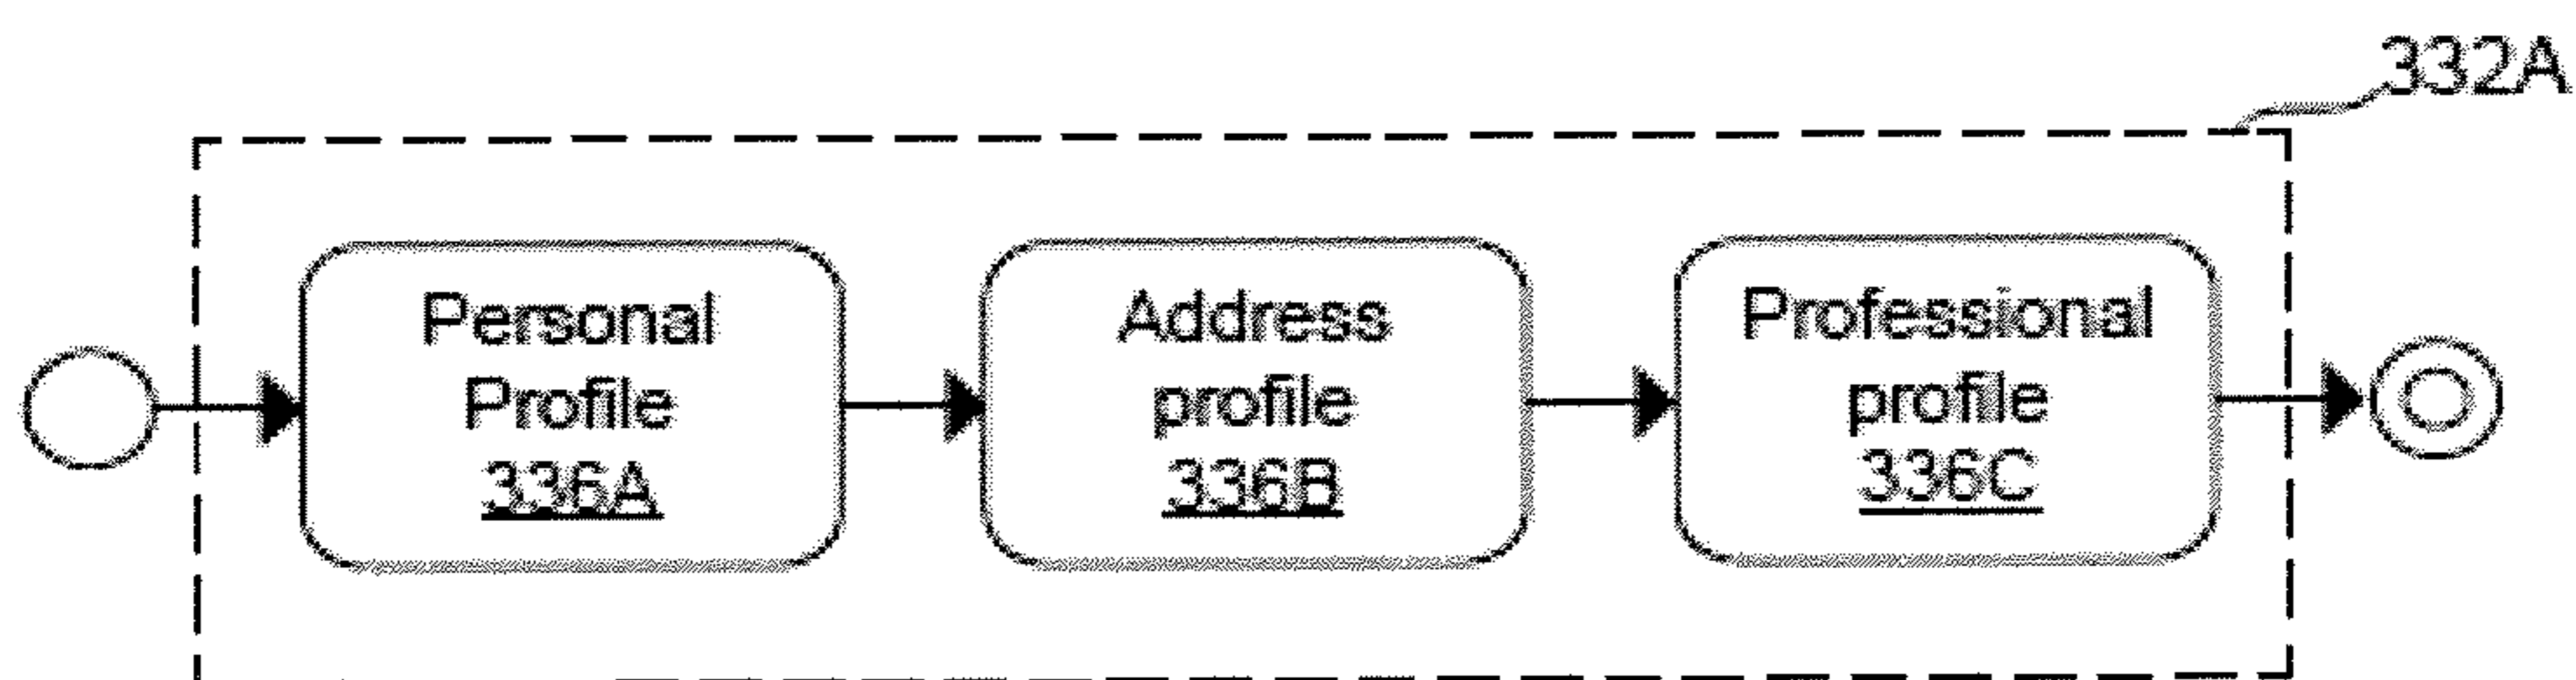 332A
Personal
Profile
336A
Address
profile
336B
Professional
profile
336C